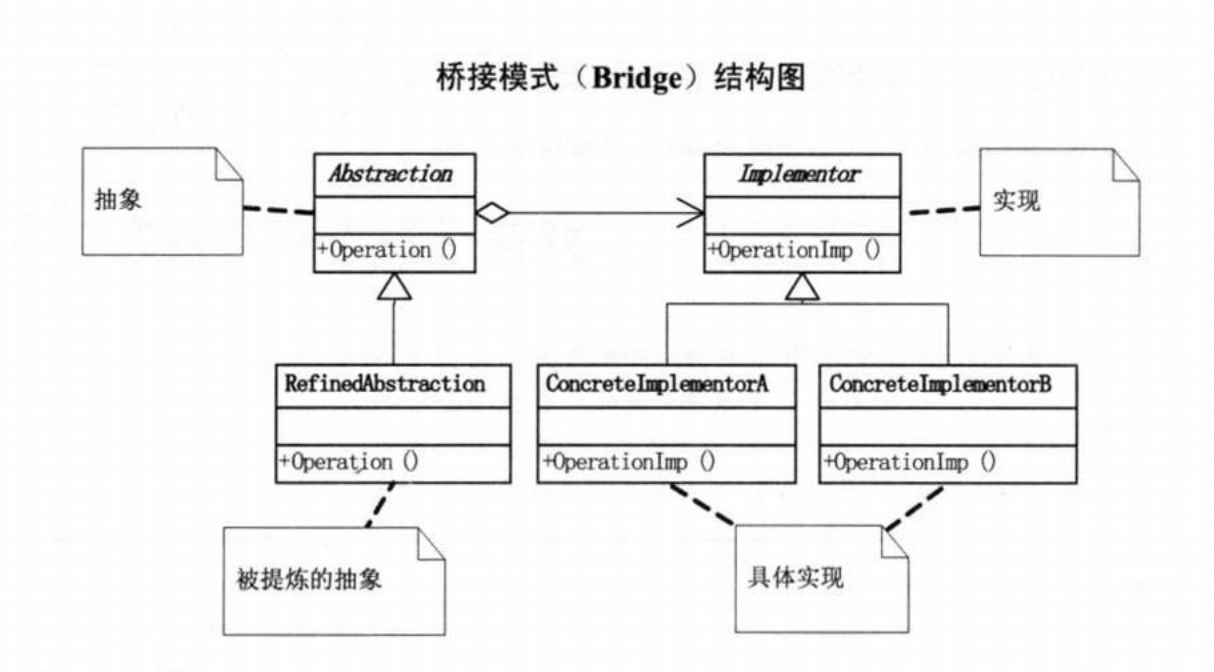 桥接模式（Bridge）结构图
抽象
Abstraction
+Operation ()
Implementor
+OperationImp ()
实现
RefinedAbstraction
+Operation ()
ConcreteImplementorA
+OperationImp ()
ConcreteImplementorB
+OperationImp ()
被提炼的抽象
具体实现